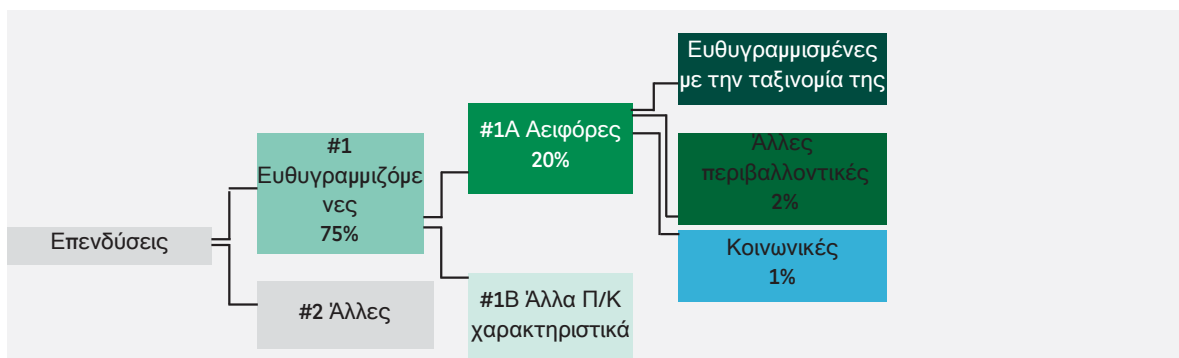 Επενδύσεις
#1
Ευθυγραμμιζόμε
νες
75%
#2 Άλλες
#1Α Αειφόρες
20%
#1Β Άλλα Π/Κ
χαρακτηριστικά
Ευθυγραμμισμένες
με την ταξινομία της
Άλλες
περιβαλλοντικές
2%
Κοινωνικές
1%